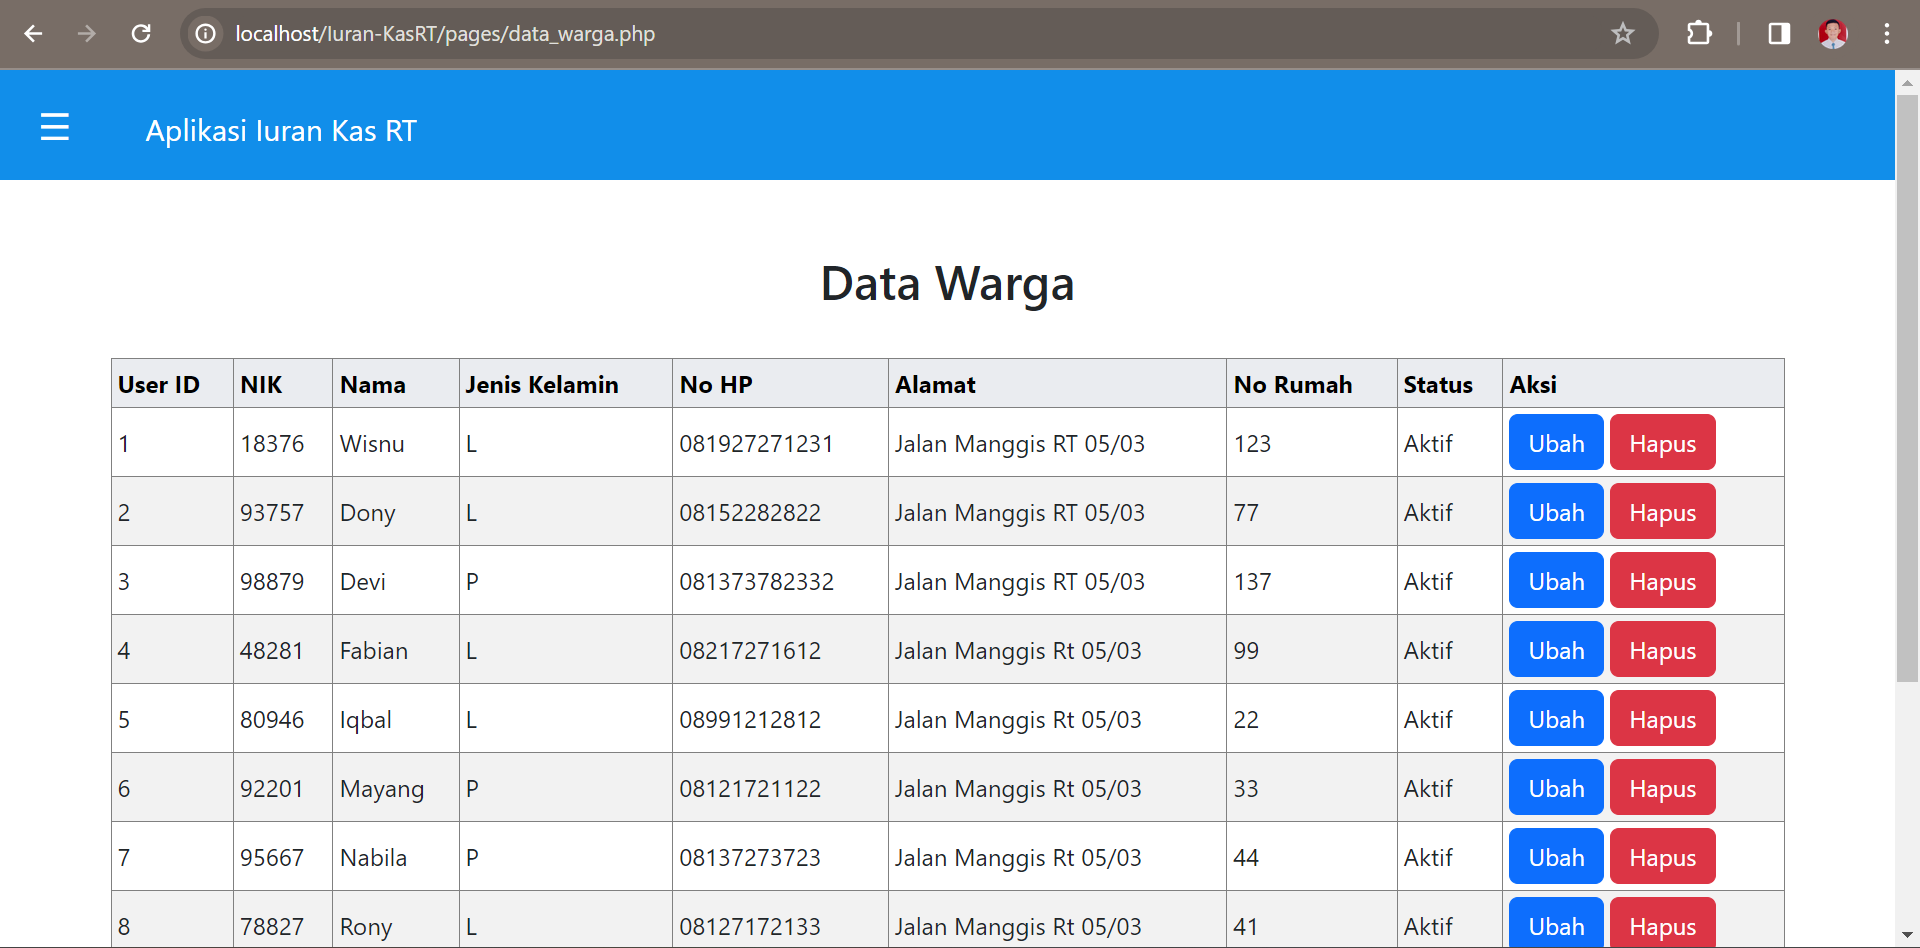 localhost/Iuran-KasRT/pages/data_warga.php
☰ Aplikasi Iuran Kas RT
Data Warga
User ID NIK Nama Jenis Kelamin No HP Alamat No Rumah Status Aksi
1 18376 Wisnu L 081927271231 Jalan Manggis RT 05/03 123 Aktif Ubah Hapus
2 93757 Dony L 08152282822 Jalan Manggis RT 05/03 77 Aktif Ubah Hapus
3 98879 Devi P 081373782332 Jalan Manggis RT 05/03 137 Aktif Ubah Hapus
4 48281 Fabian L 08217271612 Jalan Manggis Rt 05/03 99 Aktif Ubah Hapus
5 80946 Iqbal L 08991212812 Jalan Manggis Rt 05/03 22 Aktif Ubah Hapus
6 92201 Mayang P 08121721122 Jalan Manggis Rt 05/03 33 Aktif Ubah Hapus
7 95667 Nabila P 08137273723 Jalan Manggis Rt 05/03 44 Aktif Ubah Hapus
8 78827 Rony L 08127172133 Jalan Manggis Rt 05/03 41 Aktif Ubah Hapus